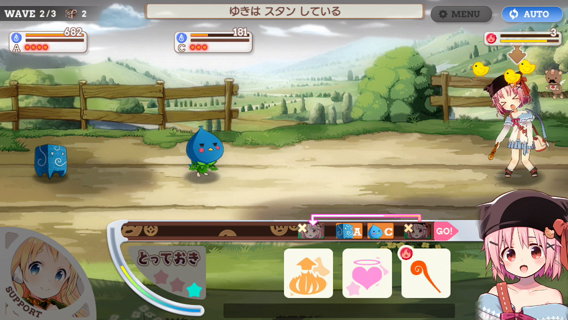 WAVE 2/3 2
ゆきは スタン している
MENU
AUTO
682
A
181
C
3
A
C
GO!
とっておき
SUPPORT